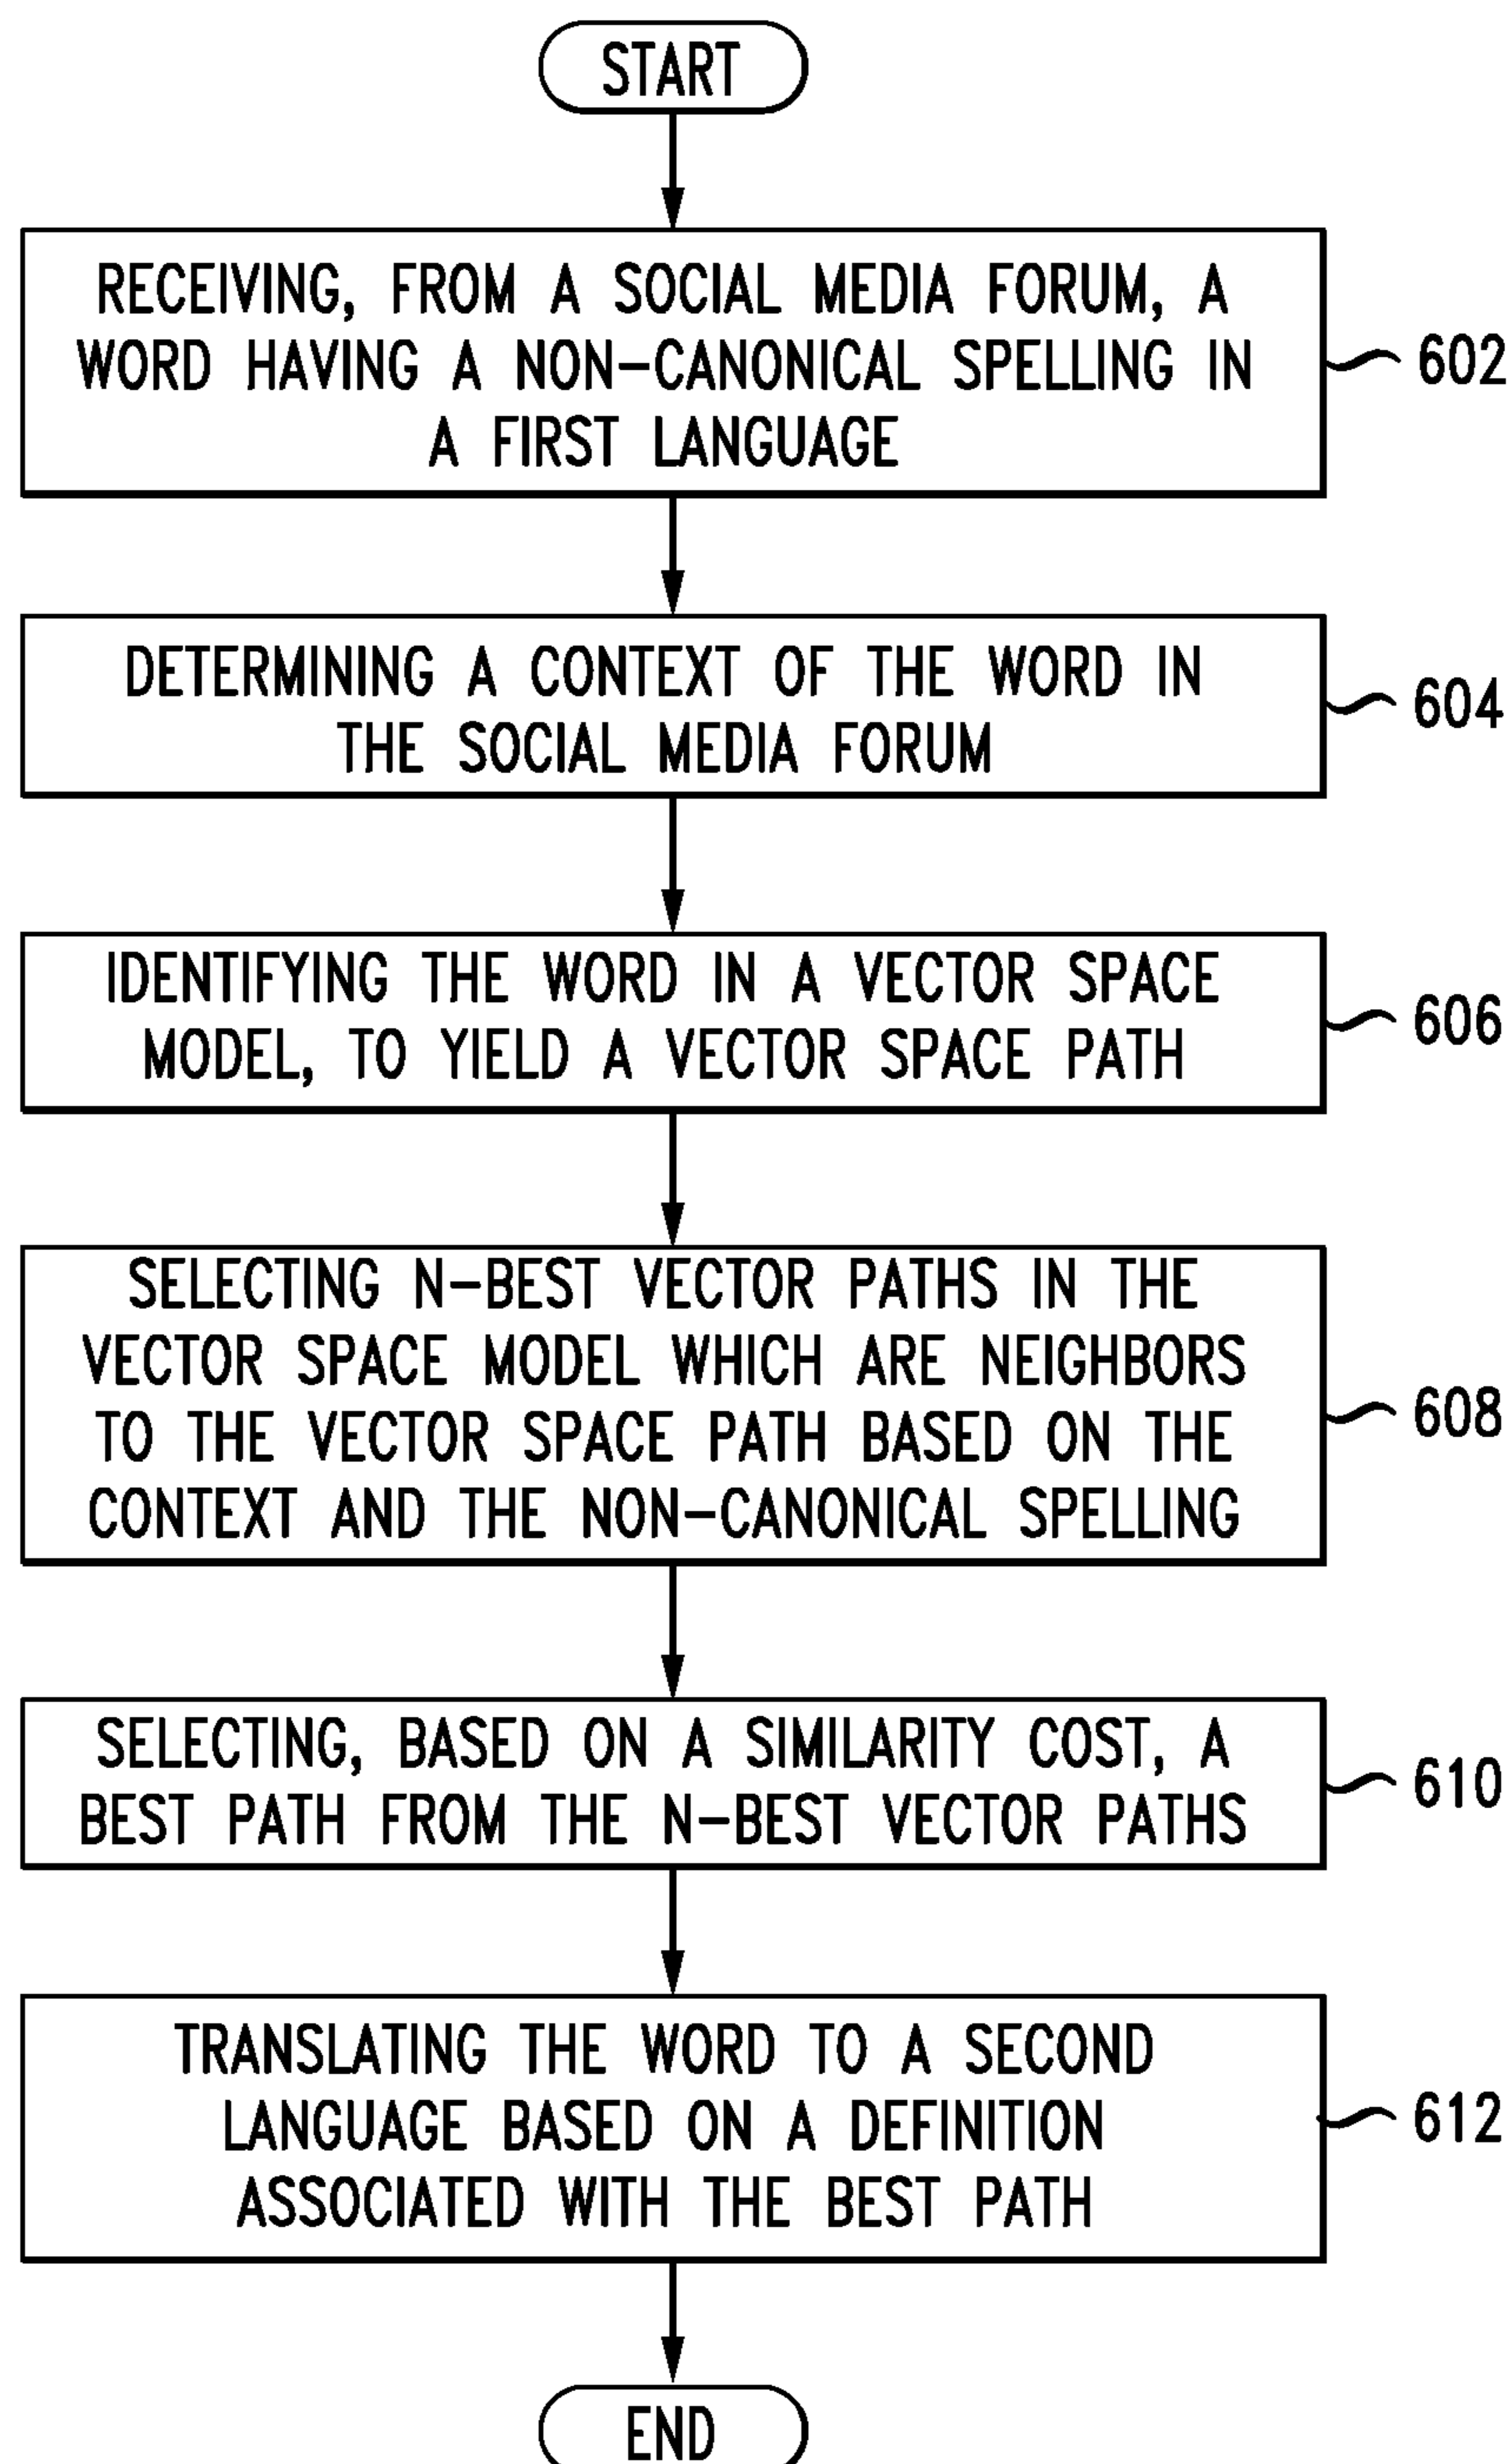 START
RECEIVING, FROM A SOCIAL MEDIA FORUM, A
WORD HAVING A NON-CANONICAL SPELLING IN
A FIRST LANGUAGE
602
DETERMINING A CONTEXT OF THE WORD IN
THE SOCIAL MEDIA FORUM
604
IDENTIFYING THE WORD IN A VECTOR SPACE
MODEL, TO YIELD A VECTOR SPACE PATH
606
SELECTING N-BEST VECTOR PATHS IN THE
VECTOR SPACE MODEL WHICH ARE NEIGHBORS
TO THE VECTOR SPACE PATH BASED ON THE
CONTEXT AND THE NON-CANONICAL SPELLING
608
SELECTING, BASED ON A SIMILARITY COST, A
BEST PATH FROM THE N-BEST VECTOR PATHS
610
TRANSLATING THE WORD TO A SECOND
LANGUAGE BASED ON A DEFINITION
ASSOCIATED WITH THE BEST PATH
612
END